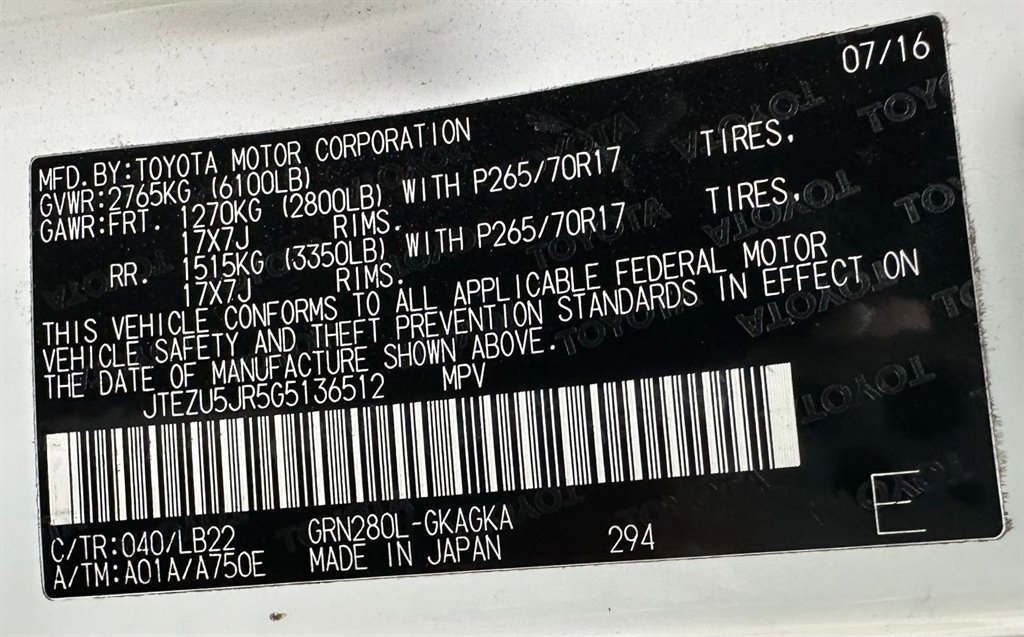 07/16
MFD.BY:TOYOTA MOTOR CORPORATION
GVWR:2765KG (6100LB)
GAWR:FRT. 1270KG (2800LB) WITH P265/70R17 TIRES,
17X7J RIMS.
RR. 1515KG (3350LB) WITH P265/70R17 TIRES,
17X7J RIMS.
THIS VEHICLE CONFORMS TO ALL APPLICABLE FEDERAL MOTOR
VEHICLE SAFETY AND THEFT PREVENTION STANDARDS IN EFFECT ON
THE DATE OF MANUFACTURE SHOWN ABOVE.
JTEZU5JR5G5136512 MPV
C/TR:040/LB22 GRN280L-GKAGKA
A/TM:A01A/A750E MADE IN JAPAN 294 E